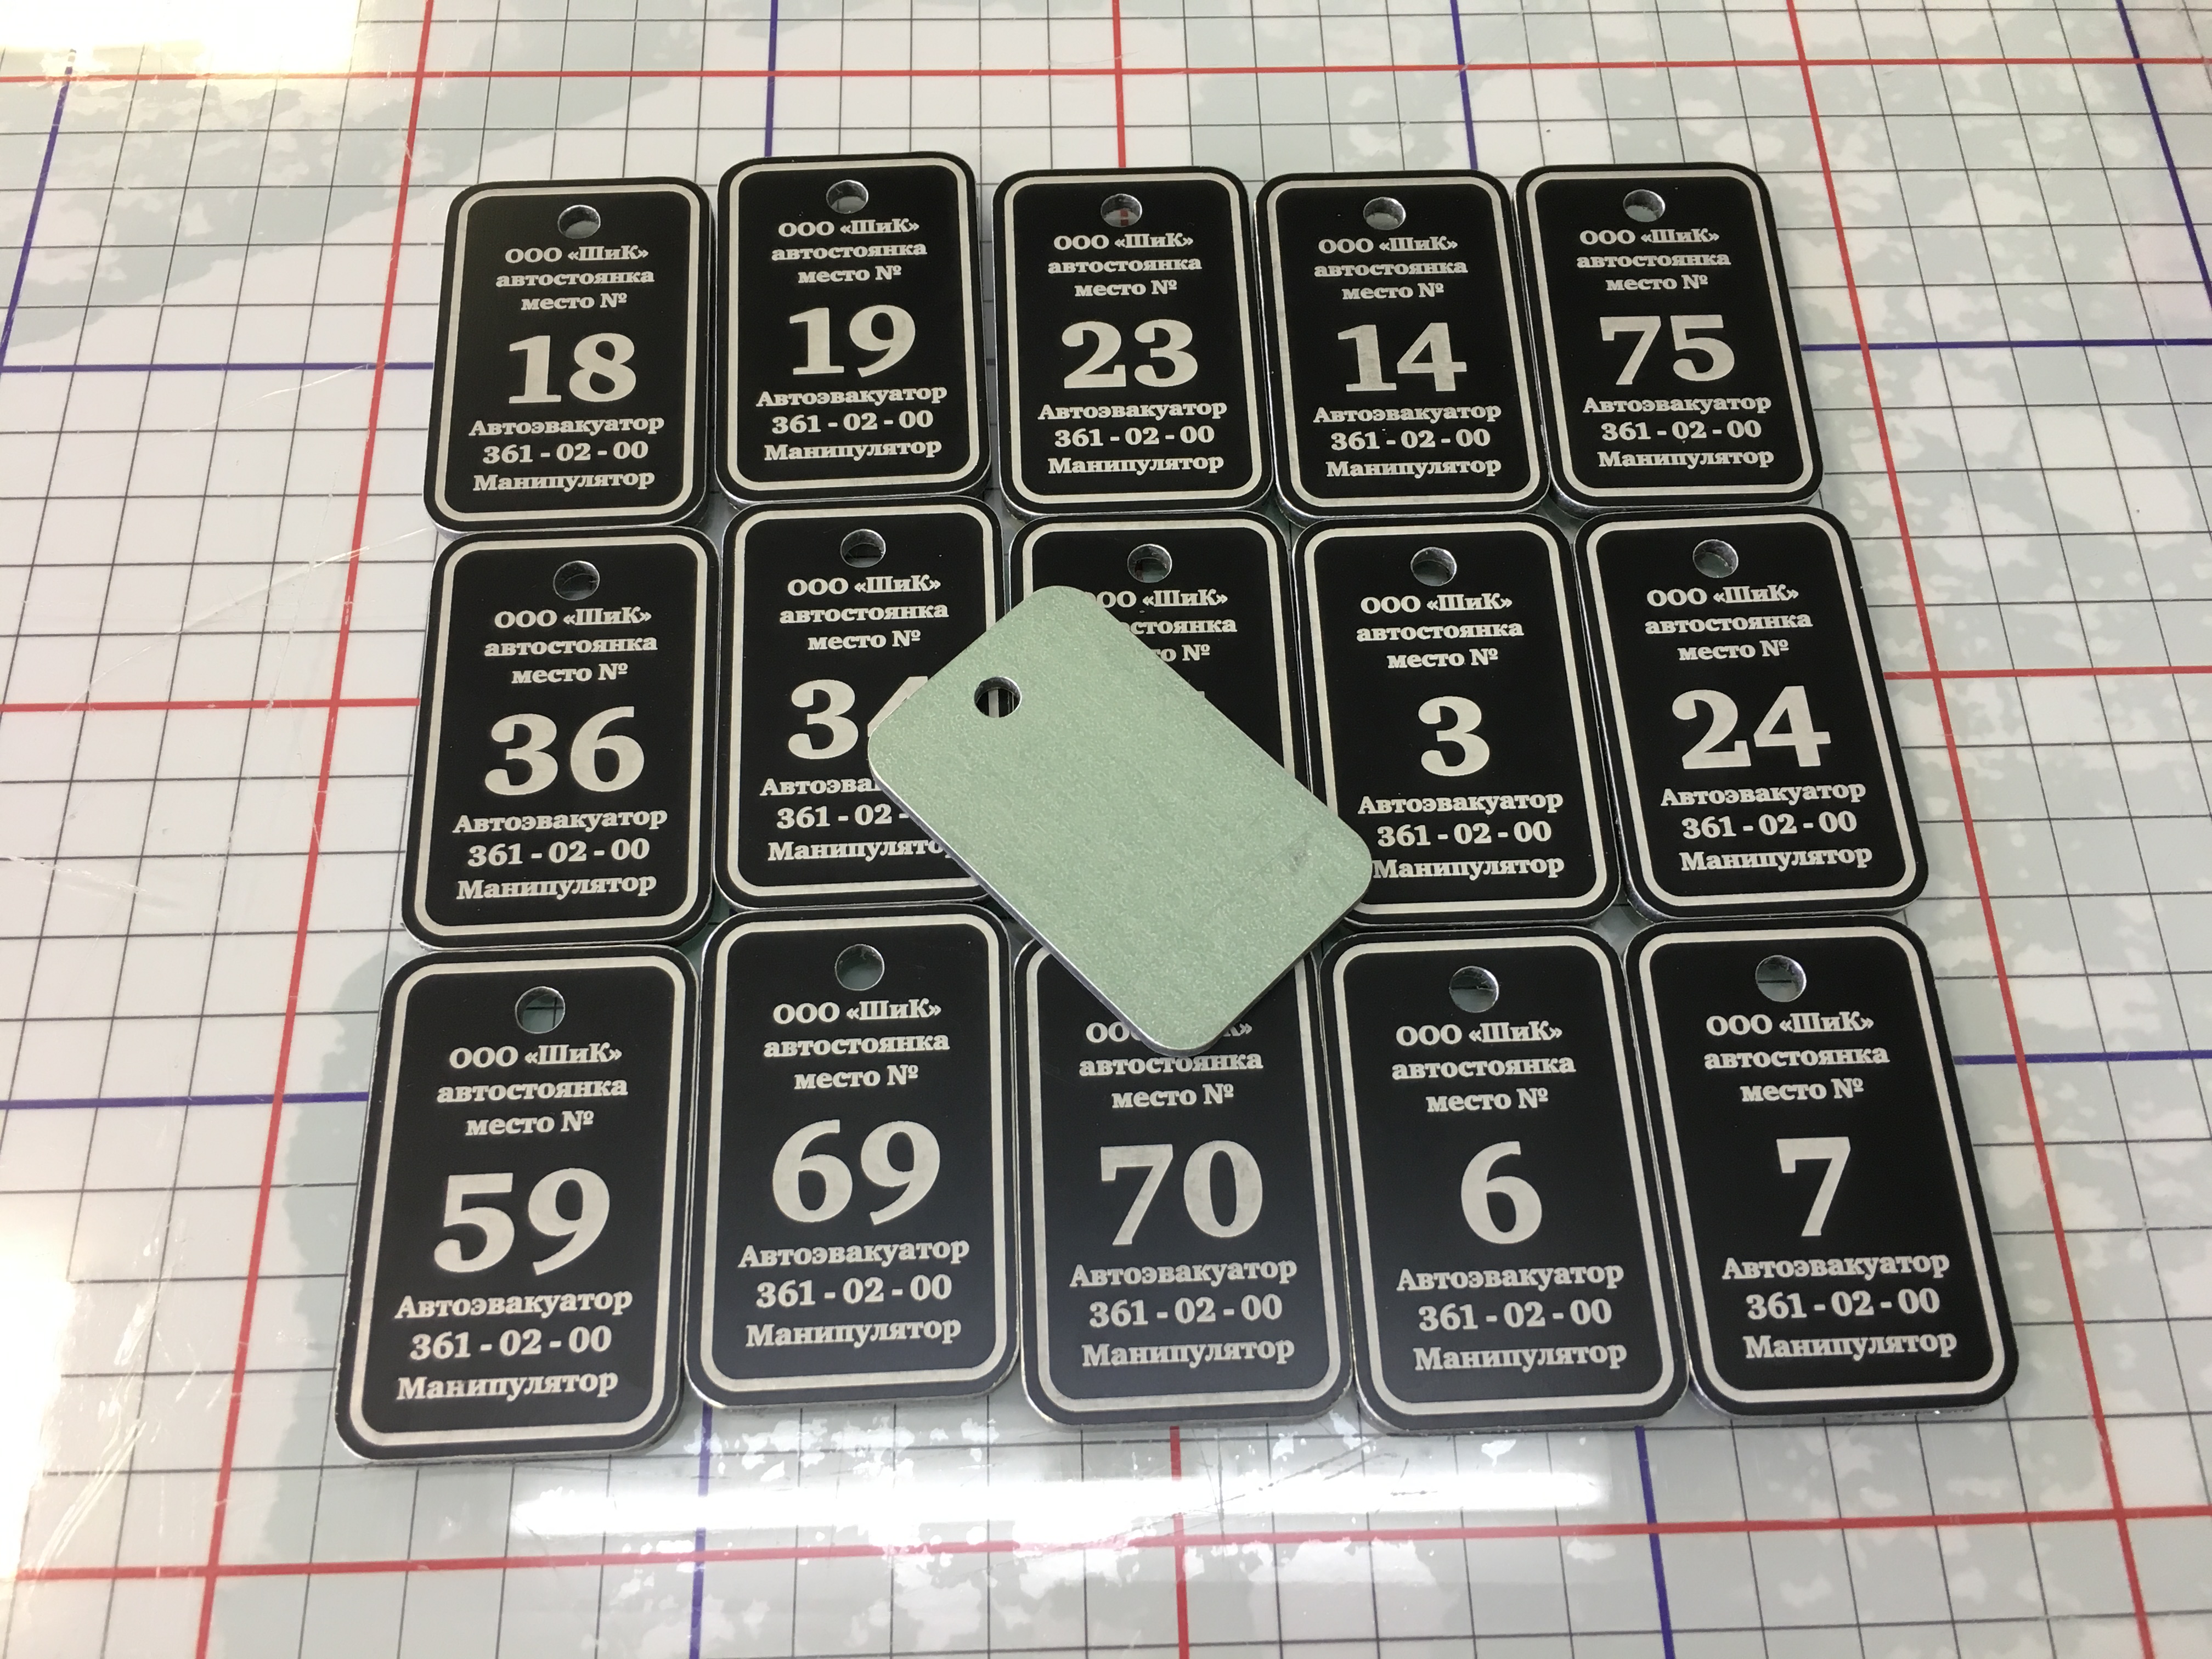 ООО «ШиК»
автостоянка
место №
18
Автоэвакуатор
361 - 02 - 00
Манипулятор
ООО «ШиК»
автостоянка
место №
19
Автоэвакуатор
361 - 02 - 00
Манипулятор
ООО «ШиК»
автостоянка
место №
23
Автоэвакуатор
361 - 02 - 00
Манипулятор
ООО «ШиК»
автостоянка
место №
14
Автоэвакуатор
361 - 02 - 00
Манипулятор
ООО «ШиК»
автостоянка
место №
75
Автоэвакуатор
361 - 02 - 00
Манипулятор
ООО «ШиК»
автостоянка
место №
36
Автоэвакуатор
361 - 02 - 00
Манипулятор
ООО «ШиК»
автостоянка
место №
361 - 02 -
Манипулятор
ООО «ШиК»
№
ООО «ШиК»
автостоянка
место №
3
Автоэвакуатор
361 - 02 - 00
Манипулятор
ООО «ШиК»
автостоянка
место №
24
Автоэвакуатор
361 - 02 - 00
Манипулятор
ООО «ШиК»
автостоянка
место №
59
Автоэвакуатор
361 - 02 - 00
Манипулятор
ООО «ШиК»
автостоянка
место №
69
Автоэвакуатор
361 - 02 - 00
Манипулятор
автостоянка
место №
70
Автоэвакуатор
361 - 02 - 00
Манипулятор
ООО «ШиК»
автостоянка
место №
6
Автоэвакуатор
361 - 02 - 00
Манипулятор
ООО «ШиК»
автостоянка
место №
7
Автоэвакуатор
361 - 02 - 00
Манипулятор